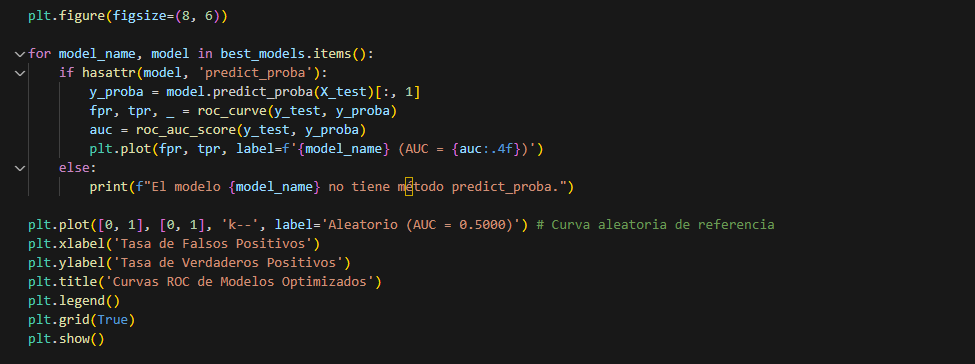 plt.figure(figsize=(8, 6))
for model_name, model in best_models.items():
    if hasattr(model, 'predict_proba'):
        y_proba = model.predict_proba(X_test)[:, 1]
        fpr, tpr, _ = roc_curve(y_test, y_proba)
        auc = roc_auc_score(y_test, y_proba)
        plt.plot(fpr, tpr, label=f'{model_name} (AUC = {auc:.4f})')
    else:
        print(f"El modelo {model_name} no tiene método predict_proba.")
plt.plot([0, 1], [0, 1], 'k--', label='Aleatorio (AUC = 0.5000)') # Curva aleatoria de referencia
plt.xlabel('Tasa de Falsos Positivos')
plt.ylabel('Tasa de Verdaderos Positivos')
plt.title('Curvas ROC de Modelos Optimizados')
plt.legend()
plt.grid(True)
plt.show()